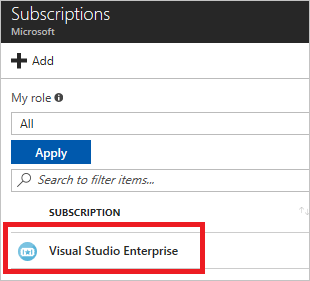 Subscriptions
Microsoft
Add
My role
All
Apply
Search to filter items...
SUBSCRIPTION
Visual Studio Enterprise